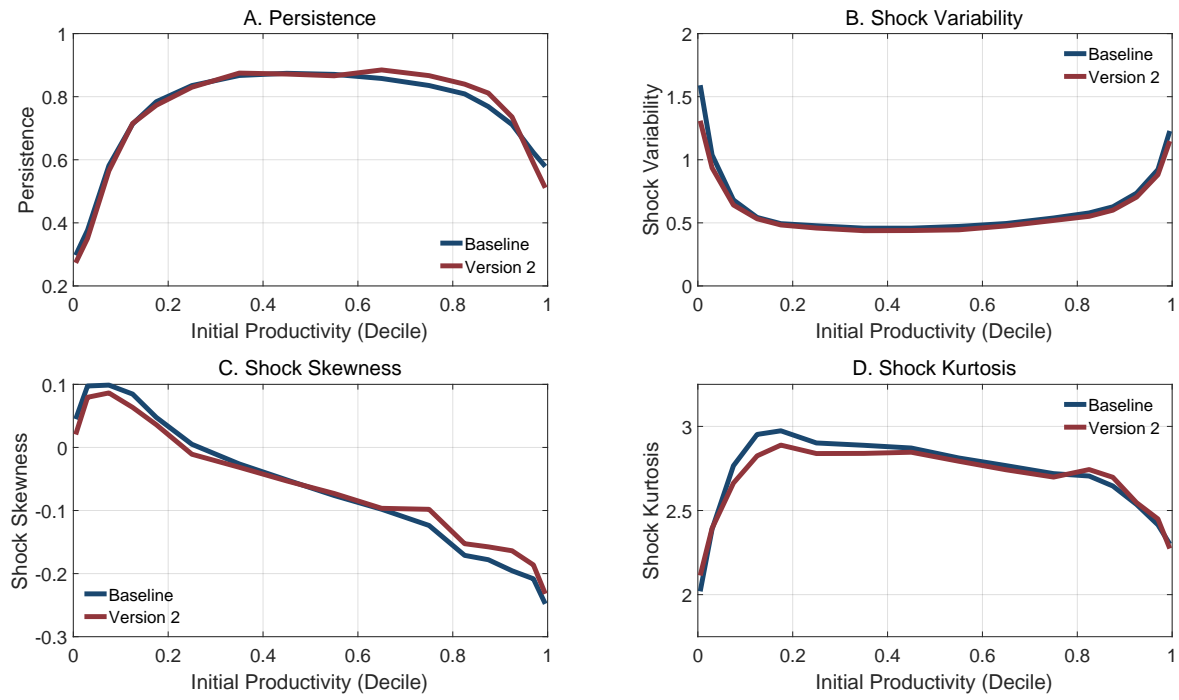 A. Persistence
1
0.8
0.6
0.4
0.2
Persistence
Baseline
Version 2
0 0.2 0.4 0.6 0.8 1
Initial Productivity (Decile)
B. Shock Variability
2
1.5
1
0.5
0
Shock Variability
Baseline
Version 2
0 0.2 0.4 0.6 0.8 1
Initial Productivity (Decile)
C. Shock Skewness
0.1
0
-0.1
-0.2
-0.3
Shock Skewness
Baseline
Version 2
0 0.2 0.4 0.6 0.8 1
Initial Productivity (Decile)
D. Shock Kurtosis
3
2.5
2
Shock Kurtosis
Baseline
Version 2
0 0.2 0.4 0.6 0.8 1
Initial Productivity (Decile)